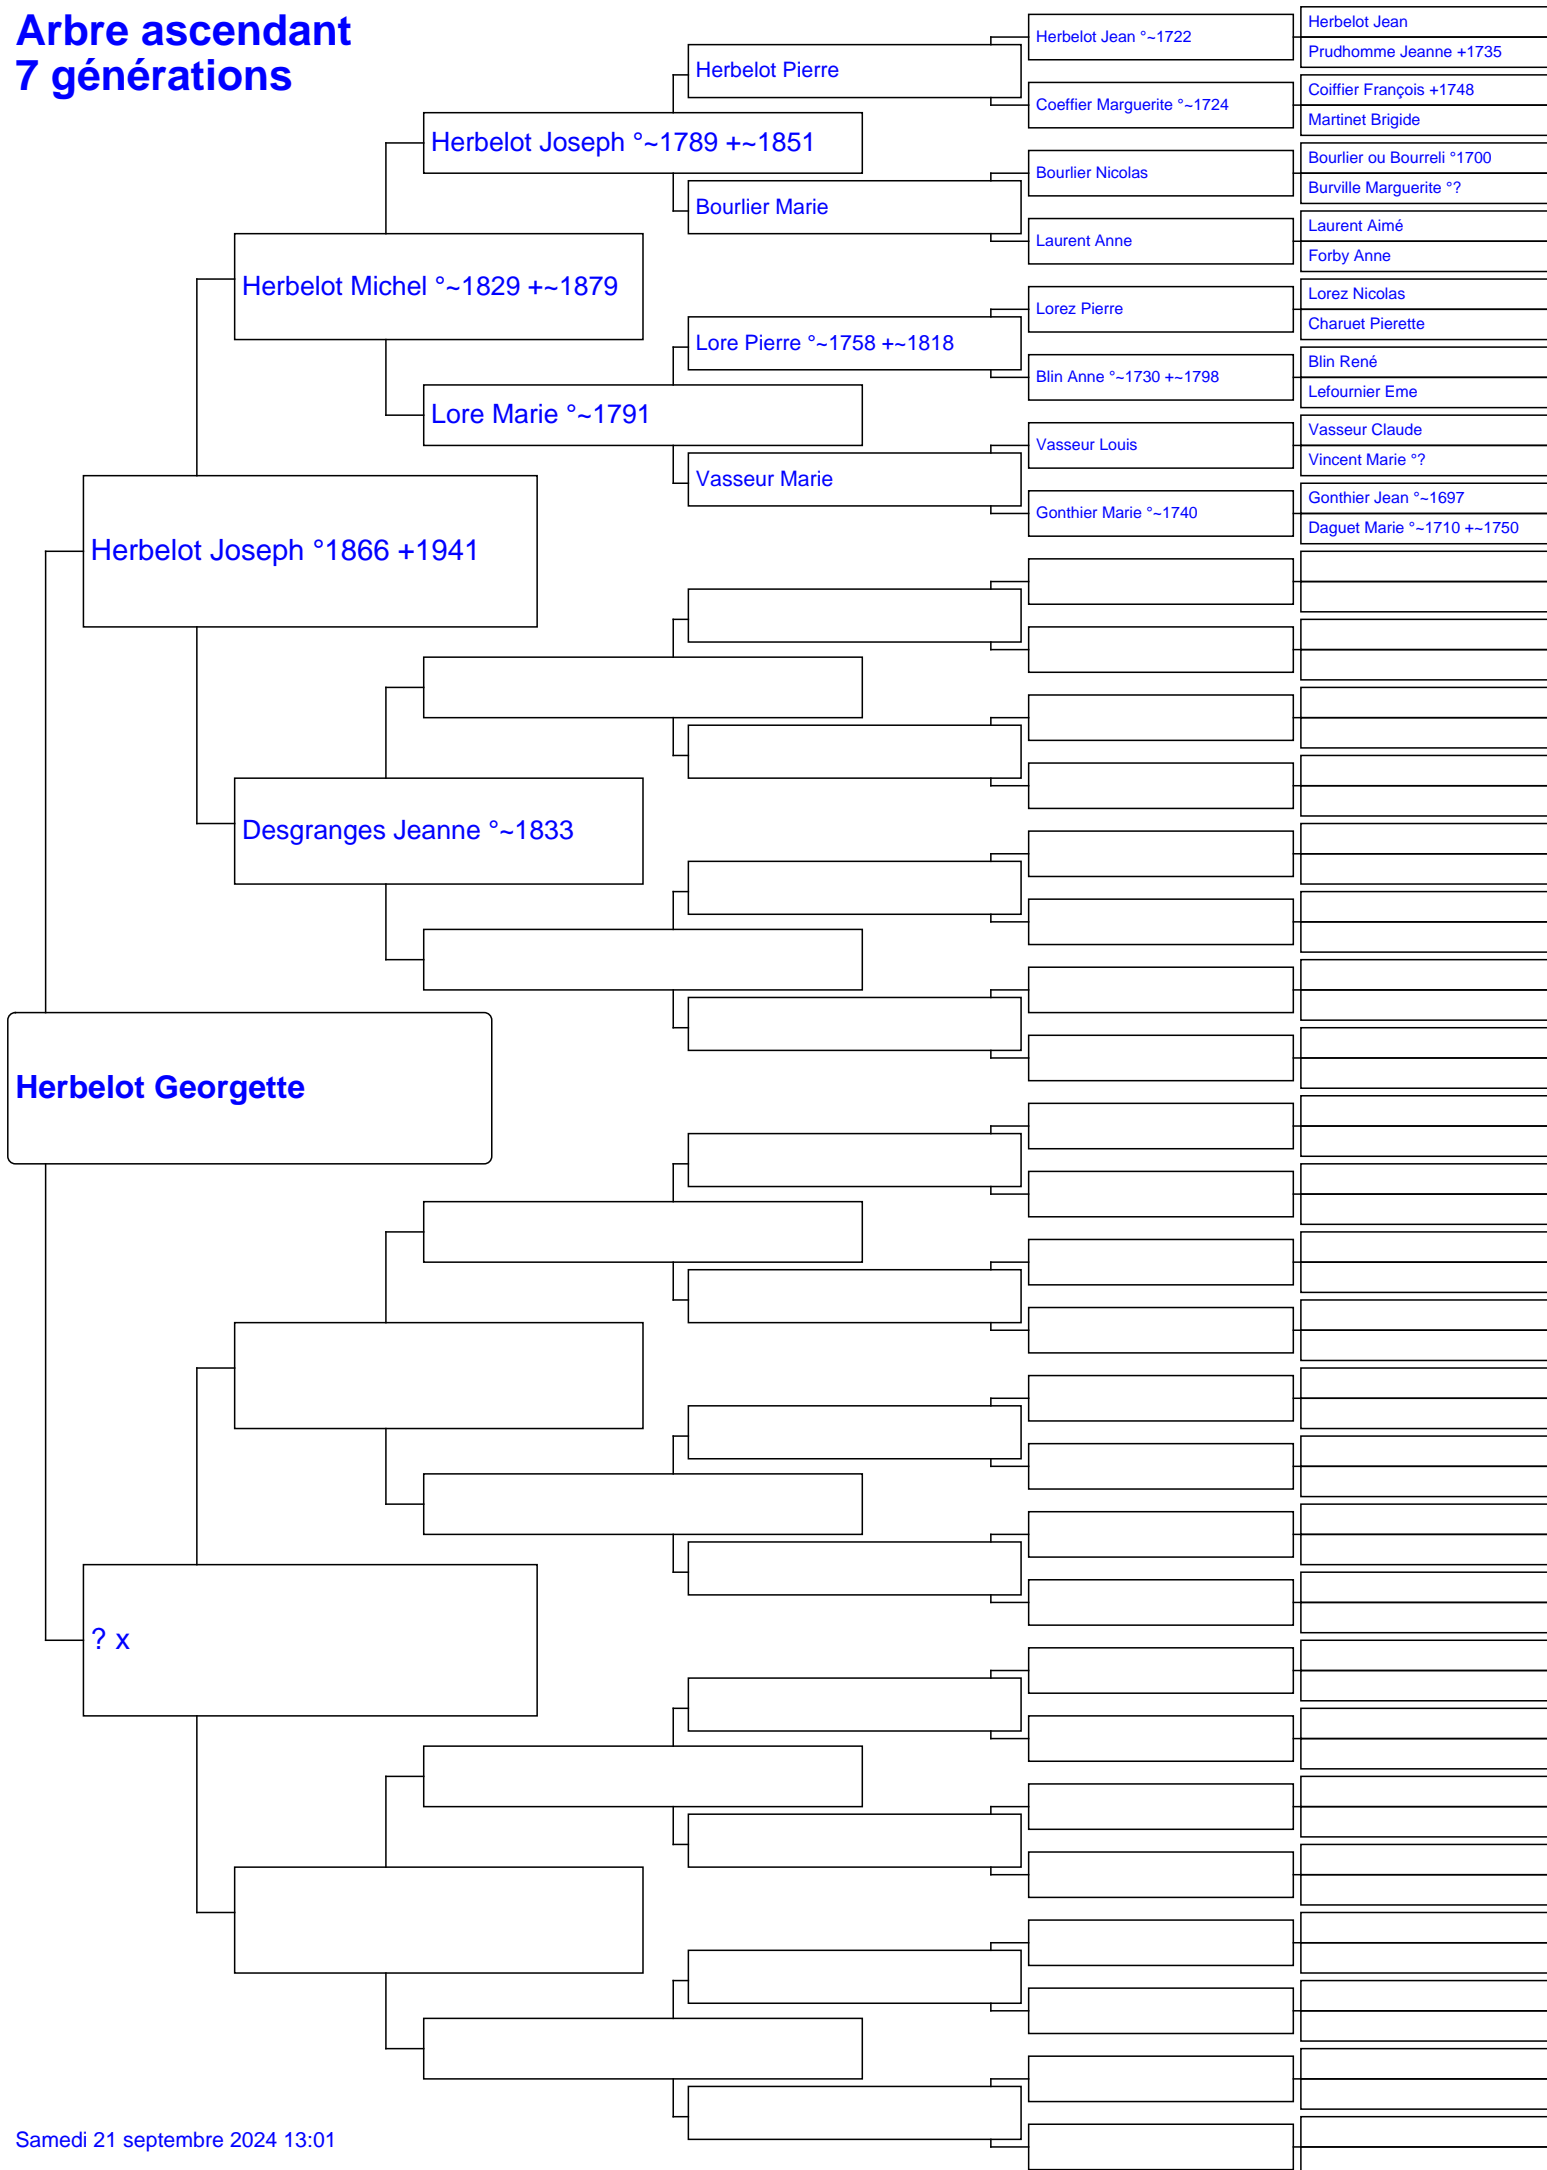 Arbre ascendant
7 générations
Herbelot Georgette
Herbelot Joseph °1866 +1941
? x
Herbelot Michel °~1829 +~1879
Desgranges Jeanne °~1833
Herbelot Joseph °~1789 +~1851
Lore Marie °~1791
Herbelot Pierre
Bourlier Marie
Lore Pierre °~1758 +~1818
Vasseur Marie
Herbelot Jean °~1722
Coeffier Marguerite °~1724
Bourlier Nicolas
Laurent Anne
Lorez Pierre
Blin Anne °~1730 +~1798
Vasseur Louis
Gonthier Marie °~1740
Herbelot Jean
Prudhomme Jeanne +1735
Coiffier François +1748
Martinet Brigide
Bourlier ou Bourreli °1700
Burville Marguerite °?
Laurent Aimé
Forby Anne
Lorez Nicolas
Charuet Pierette
Blin René
Lefournier Eme
Vasseur Claude
Vincent Marie °?
Gonthier Jean °~1697
Daguet Marie °~1710 +~1750
Samedi 21 septembre 2024 13:01